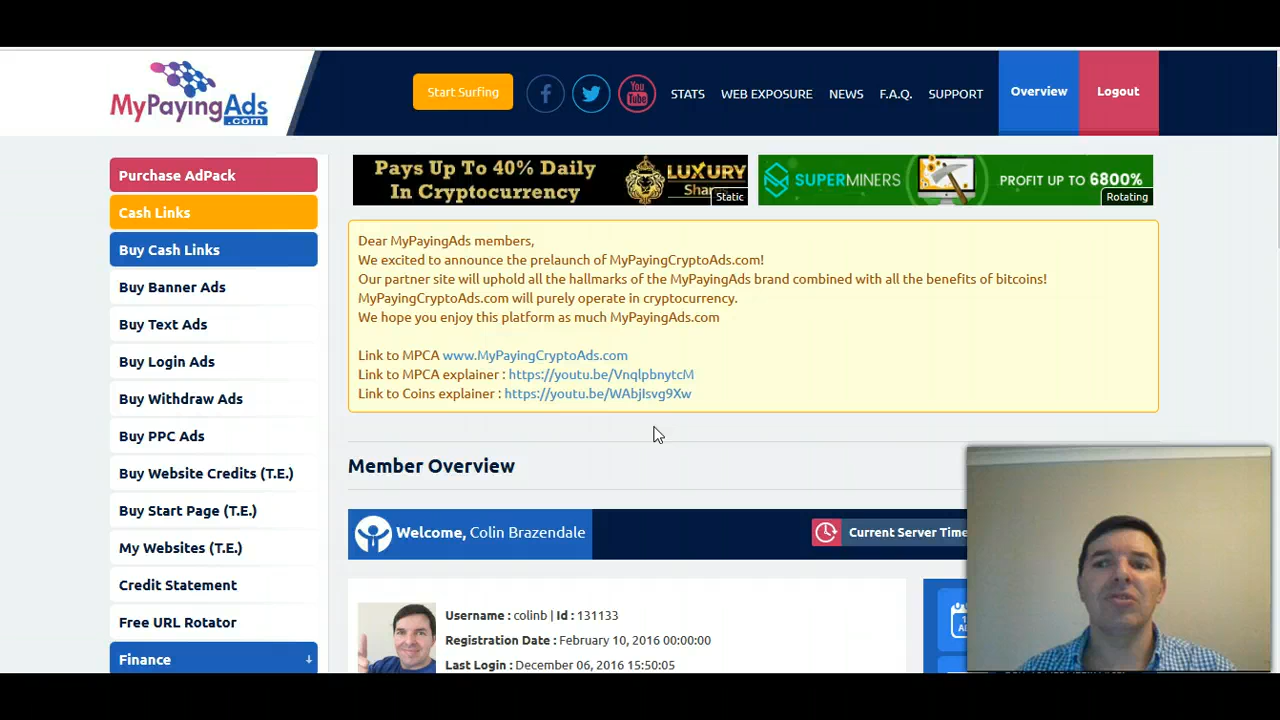 MyPayingAds
.com
Start Surfing
You
Tube
STATS
WEB EXPOSURE
NEWS
F.A.Q.
SUPPORT
Overview
Logout
Purchase AdPack
Cash Links
Buy Cash Links
Buy Banner Ads
Buy Text Ads
Buy Login Ads
Buy Withdraw Ads
Buy PPC Ads
Buy Website Credits (T.E.)
Buy Start Page (T.E.)
My Websites (T.E.)
Credit Statement
Free URL Rotator
Finance
Pays Up To 40% Daily
In Cryptocurrency
LUXURY
Static
SUPERMINERS
PROFIT UP TO 6800%
Rotating
Dear MyPayingAds members,
We excited to announce the prelaunch of MyPayingCryptoAds.com!
Our partner site will uphold all the hallmarks of the MyPayingAds brand combined with all the benefits of bitcoins!
MyPayingCryptoAds.com will purely operate in cryptocurrency.
We hope you enjoy this platform as much MyPayingAds.com
Link to MPCA www.MyPayingCryptoAds.com
Link to MPCA explainer : https://youtu.be/VnqlpbnytcM
Link to Coins explainer : https://youtu.be/WAbjIsvg9Xw
Member Overview
Welcome, Colin Brazendale
Current Server Time
Username : colinb | Id : 131133
Registration Date : February 10, 2016 00:00:00
Last Login : December 06, 2016 15:50:05